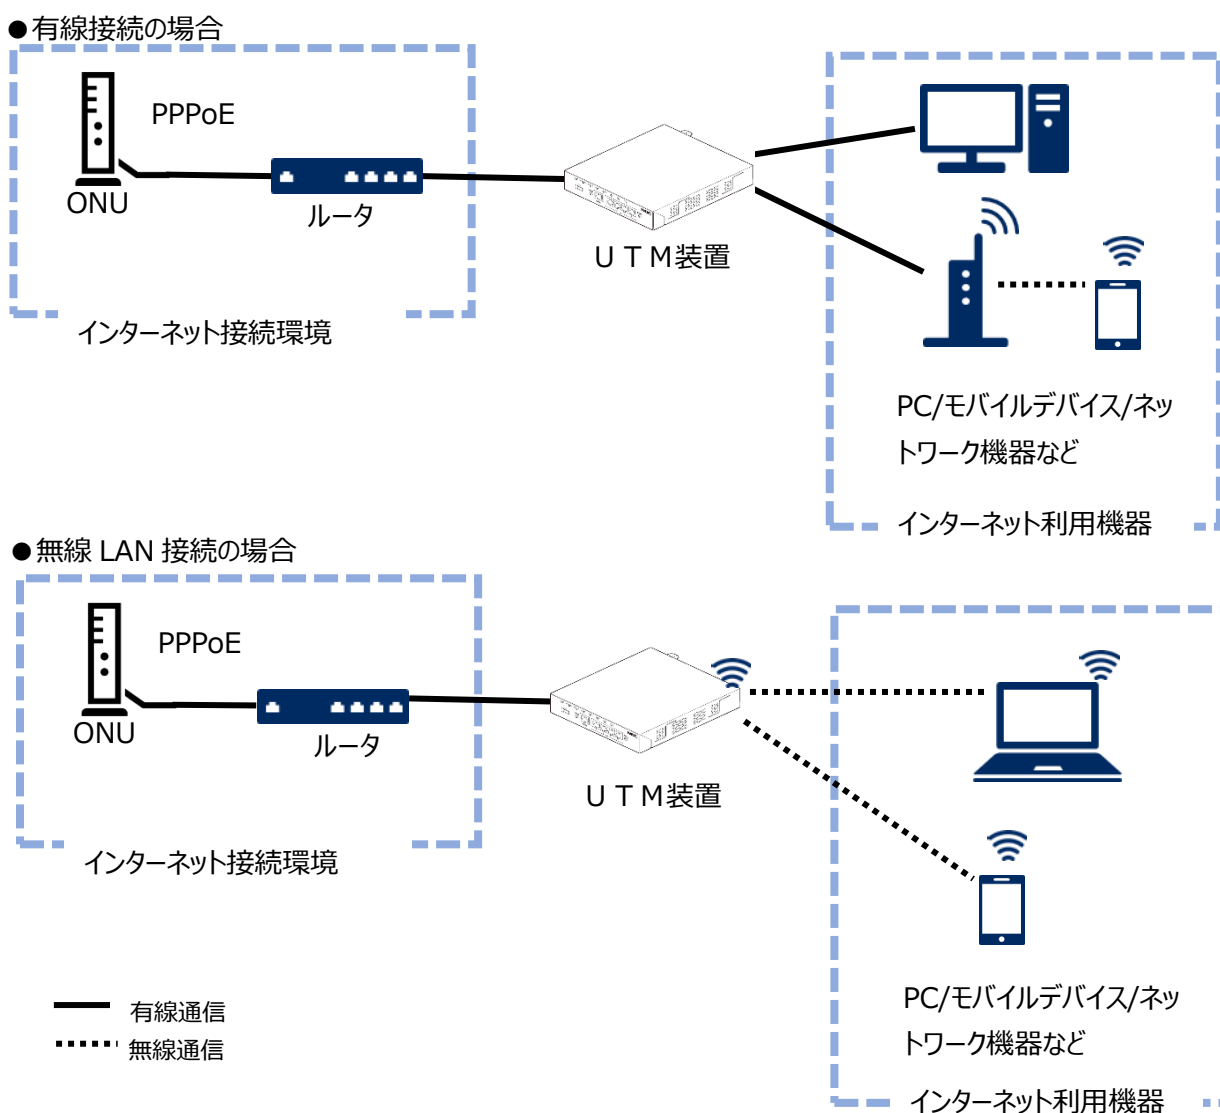 ●有線接続の場合
PPPoE
ONU
ルータ
ＵＴＭ装置
インターネット接続環境
PC/モバイルデバイス/ネッ
トワーク機器など
インターネット利用機器
●無線 LAN 接続の場合
PPPoE
ONU
ルータ
ＵＴＭ装置
インターネット接続環境
PC/モバイルデバイス/ネッ
トワーク機器など
インターネット利用機器
有線通信
無線通信